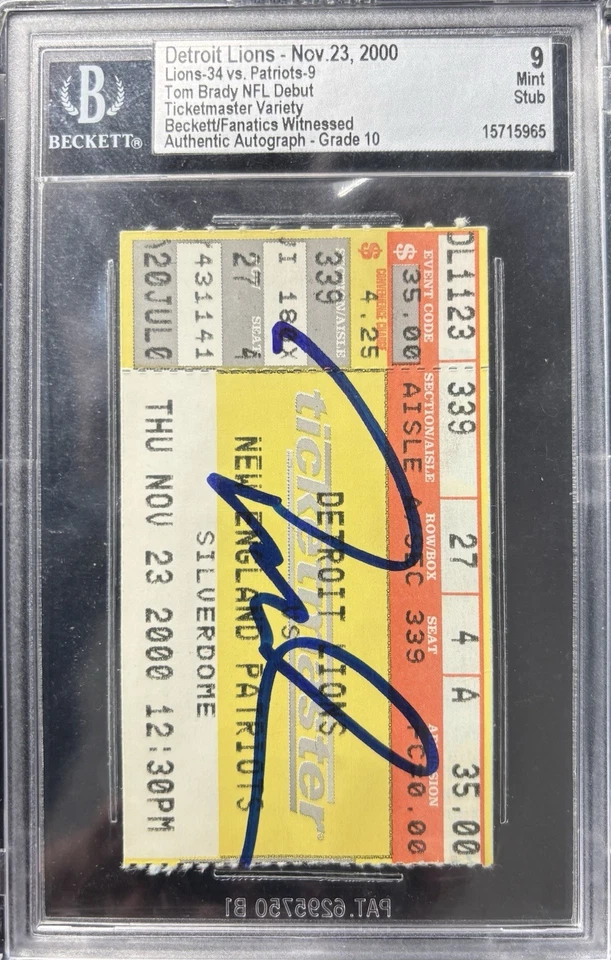 Detroit Lions - Nov.23, 2000
Lions-34 vs. Patriots-9
Tom Brady NFL Debut
Ticketmaster Variety
Beckett/Fanatics Witnessed
Authentic Autograph - Grade 10
9
Mint
Stub
15715965
B
BECKETT®
DL1123 339 27 4 A 35.00
EVENT CODE SECTION/AISLE ROW/BOX SEAT
$ 35.00 AISLE 339
$ 4.25
ticketmaster
DETROIT LIONS
VS
NEW ENGLAND PATRIOTS
SILVERDOME
THU NOV 23 2000 12:30PM
339
27 4
SEAT
431141
20JUL0
PAT.6295750 B1